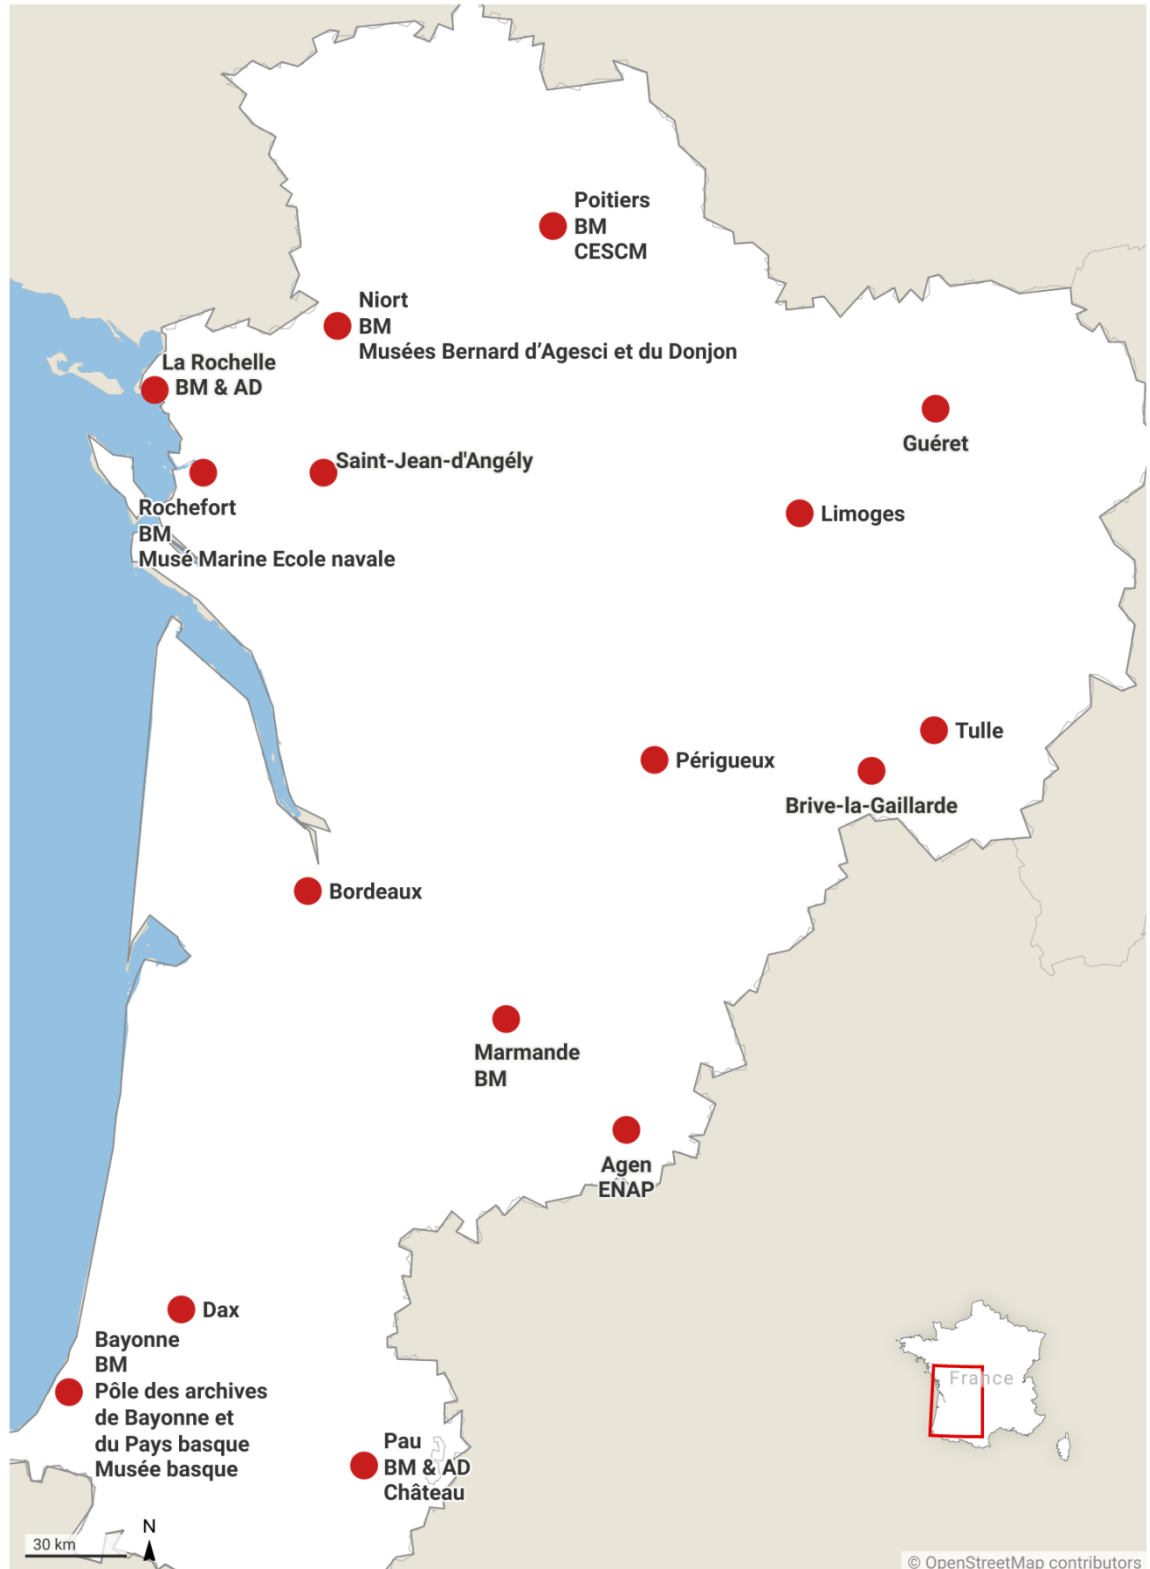 Poitiers
BM
CESCM
Niort
BM
Musées Bernard d’Agesci et du Donjon
La Rochelle
BM & AD
Guéret
Saint-Jean-d'Angély
Rochefort
BM
Musé Marine Ecole navale
Limoges
Tulle
Périgueux
Brive-la-Gaillarde
Bordeaux
Marmande
BM
Agen
ENAP
Dax
Bayonne
BM
Pôle des archives
de Bayonne et
du Pays basque
Musée basque
Pau
BM & AD
Château
France
N
30 km
© OpenStreetMap contributors